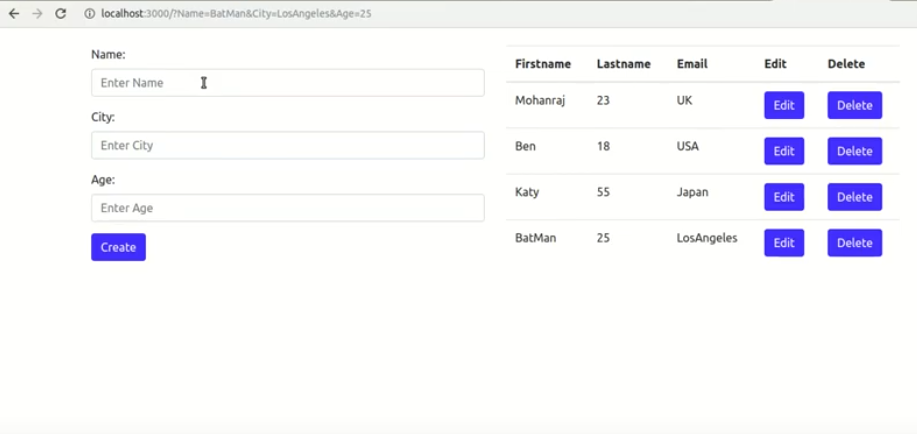 localhost:3000/?Name=BatMan&City=LosAngeles&Age=25
Name:
Enter Name
City:
Enter City
Age:
Enter Age
Create
Firstname Lastname Email Edit Delete
Mohanraj 23 UK Edit Delete
Ben 18 USA Edit Delete
Katy 55 Japan Edit Delete
BatMan 25 LosAngeles Edit Delete